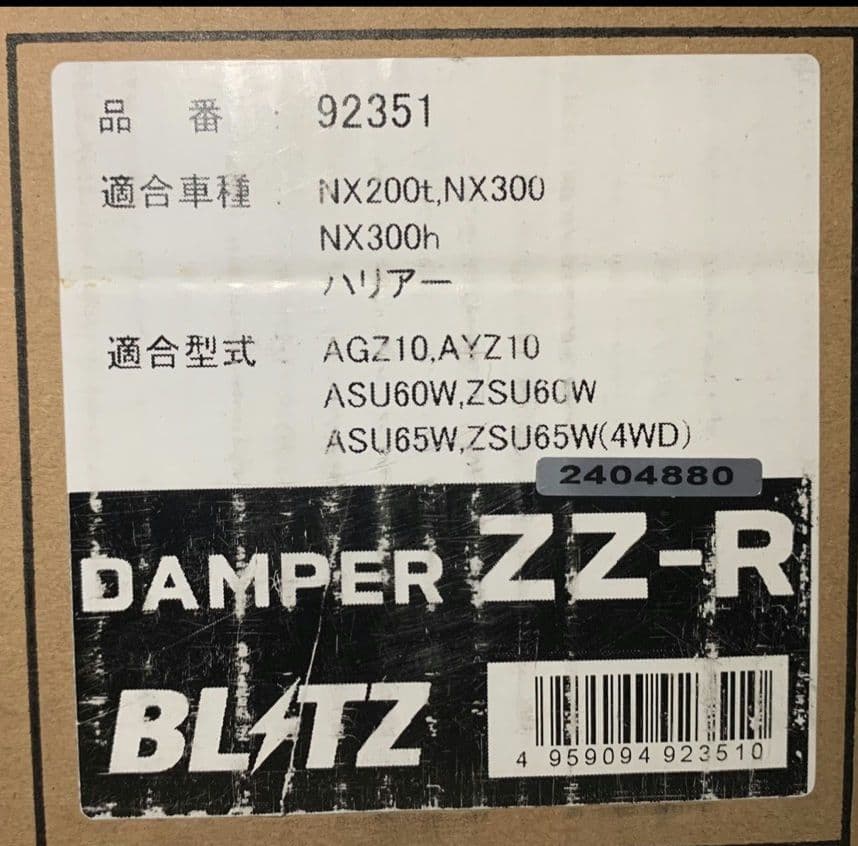 品 番 : 92351
適合車種 : NX200t,NX300
NX300h
ハリアー
適合型式 : AGZ10,AYZ10
ASU60W,ZSU60W
ASU65W,ZSU65W(4WD)
2404880
DAMPER ZZ-R
BLITZ
4 959094 923510